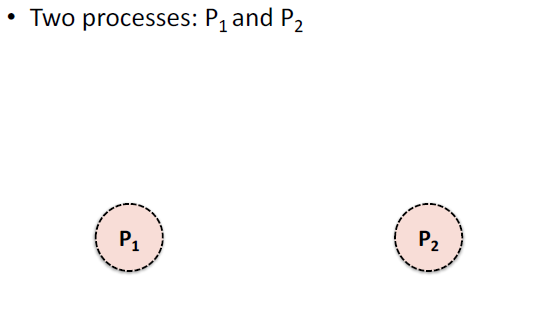 • Two processes: P₁ and P₂
P₁
P₂